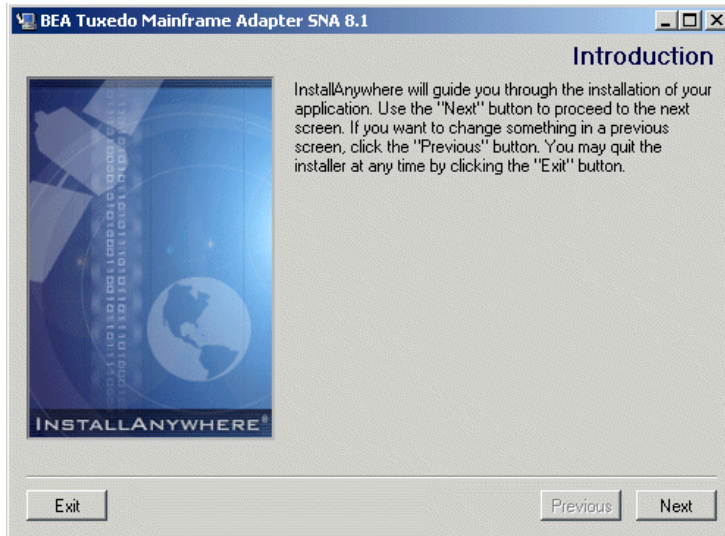 BEA Tuxedo Mainframe Adapter SNA 8.1
Introduction
InstallAnywhere will guide you through the installation of your
application. Use the "Next" button to proceed to the next
screen. If you want to change something in a previous
screen, click the "Previous" button. You may quit the
installer at any time by clicking the "Exit" button.
INSTALLANYWHERE®
Exit
Previous
Next